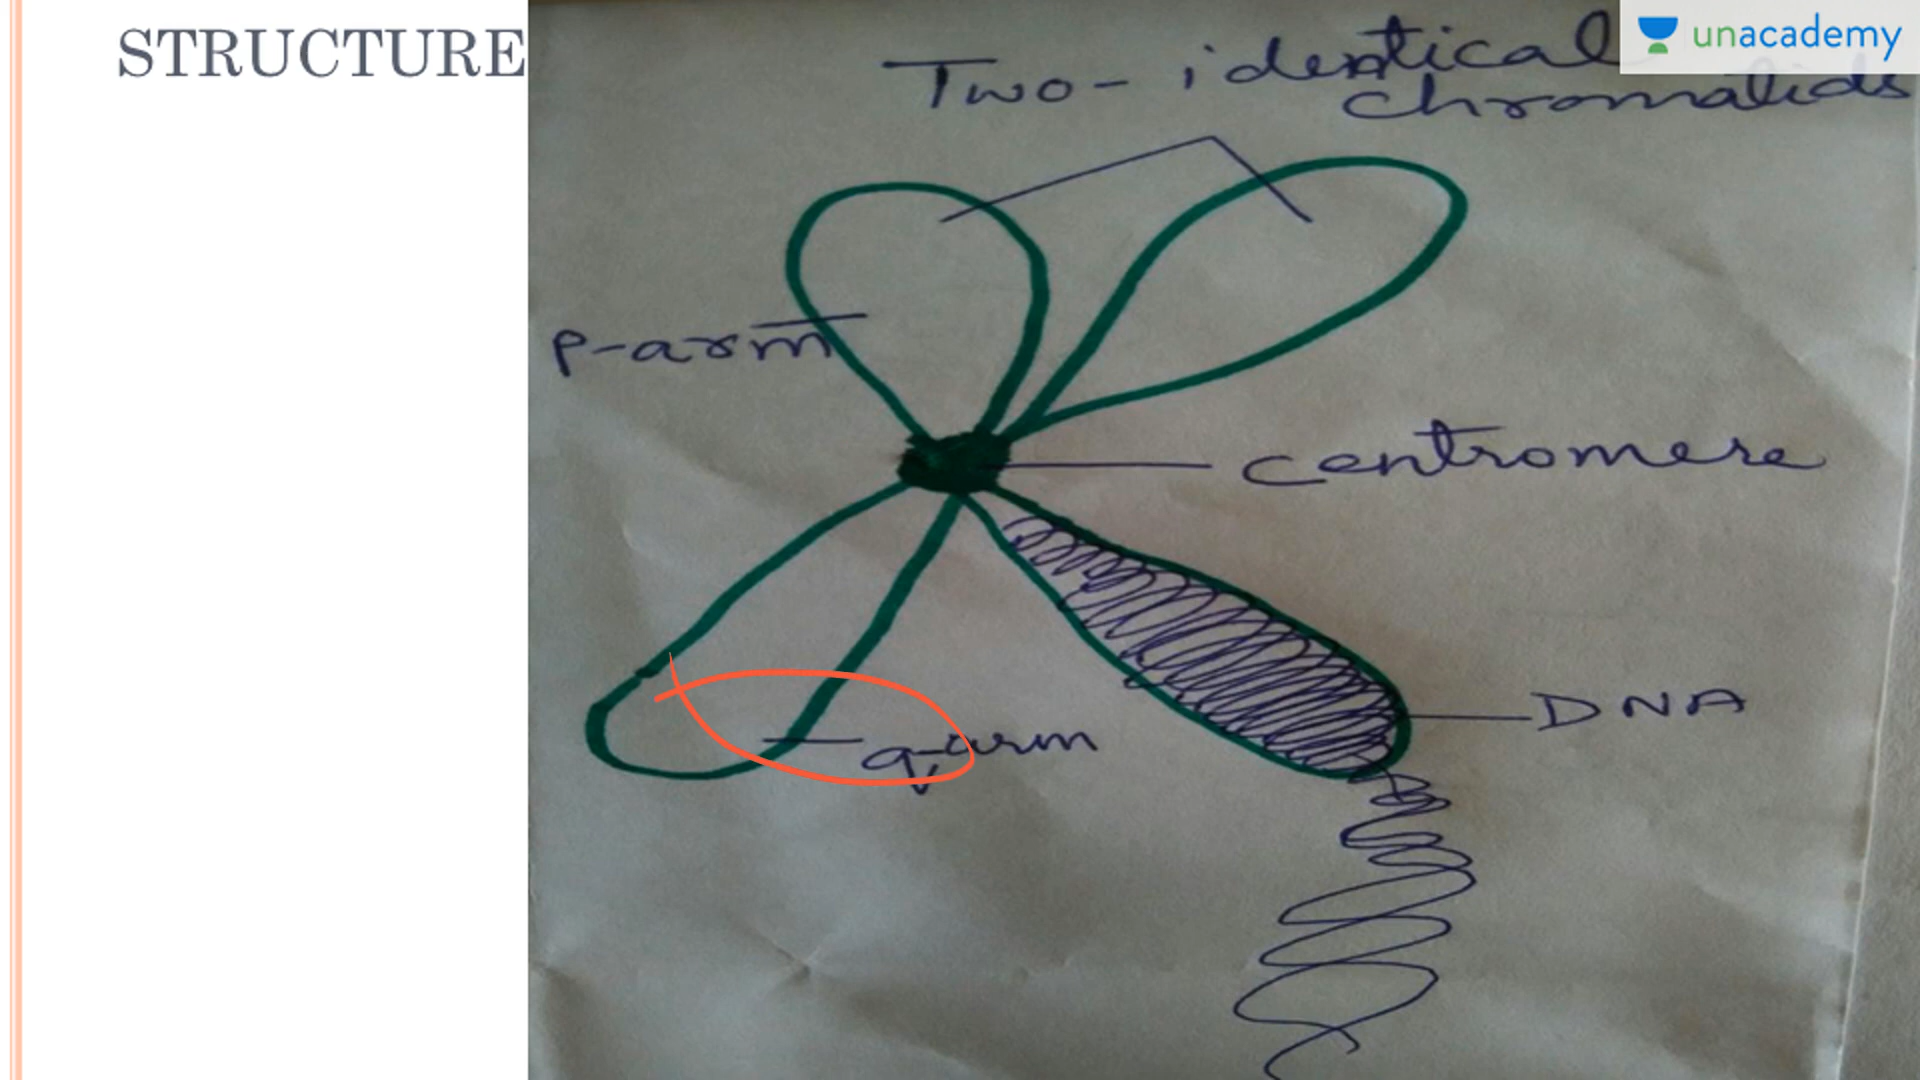 STRUCTURE
unacademy
Two-identical
chromatids
p-arm
centromere
DNA
q-arm